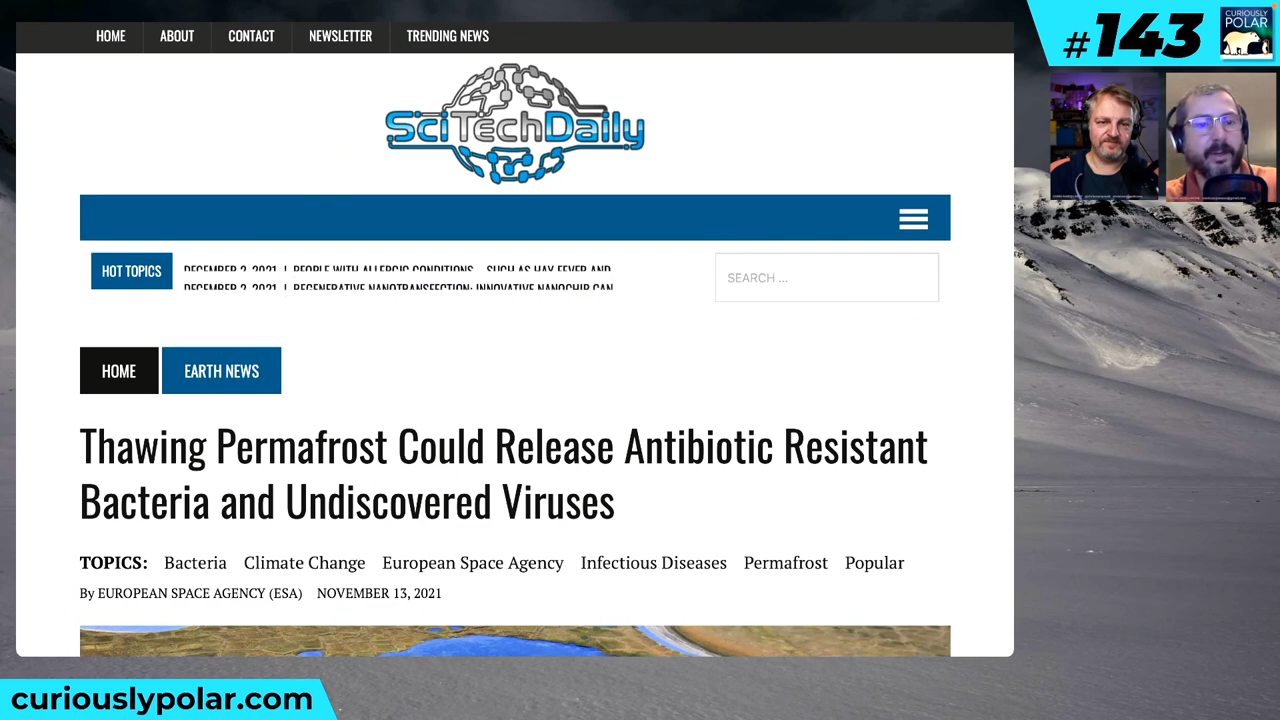 HOME ABOUT CONTACT NEWSLETTER TRENDING NEWS
#143
CURIOUSLY
POLAR
SciTechDaily
HOT TOPICS
DECEMBER 2, 2021 | PEOPLE WITH ALLERGIC CONDITIONS – SUCH AS HAY FEVER AND
DECEMBER 2, 2021 | REGENERATIVE NANOTRANSFECTION: INNOVATIVE NANOCHIP CAN
SEARCH ...
HOME EARTH NEWS
Thawing Permafrost Could Release Antibiotic Resistant
Bacteria and Undiscovered Viruses
TOPICS: Bacteria Climate Change European Space Agency Infectious Diseases Permafrost Popular
By EUROPEAN SPACE AGENCY (ESA) NOVEMBER 13, 2021
curiouslypolar.com